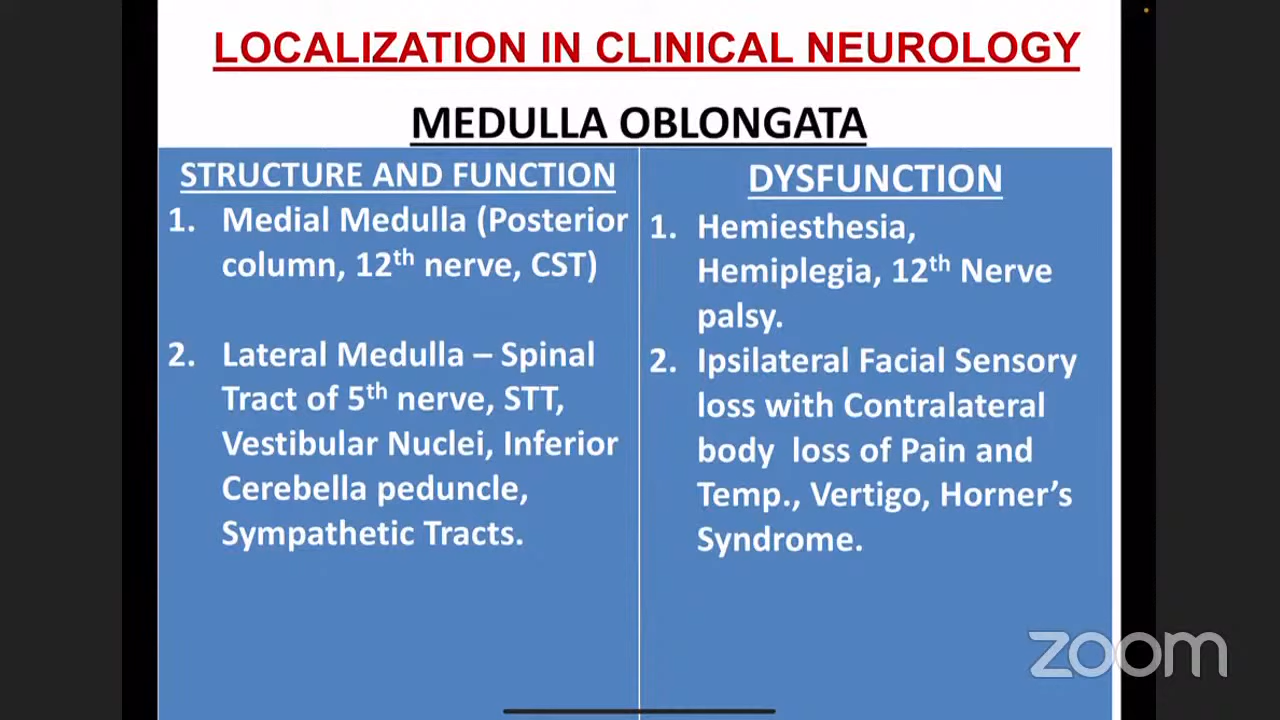 LOCALIZATION IN CLINICAL NEUROLOGY
MEDULLA OBLONGATA
STRUCTURE AND FUNCTION
1. Medial Medulla (Posterior
column, 12th nerve, CST)
2. Lateral Medulla – Spinal
Tract of 5th nerve, STT,
Vestibular Nuclei, Inferior
Cerebella peduncle,
Sympathetic Tracts.
DYSFUNCTION
1. Hemiesthesia,
Hemiplegia, 12th Nerve
palsy.
2. Ipsilateral Facial Sensory
loss with Contralateral
body loss of Pain and
Temp., Vertigo, Horner's
Syndrome.
zoom